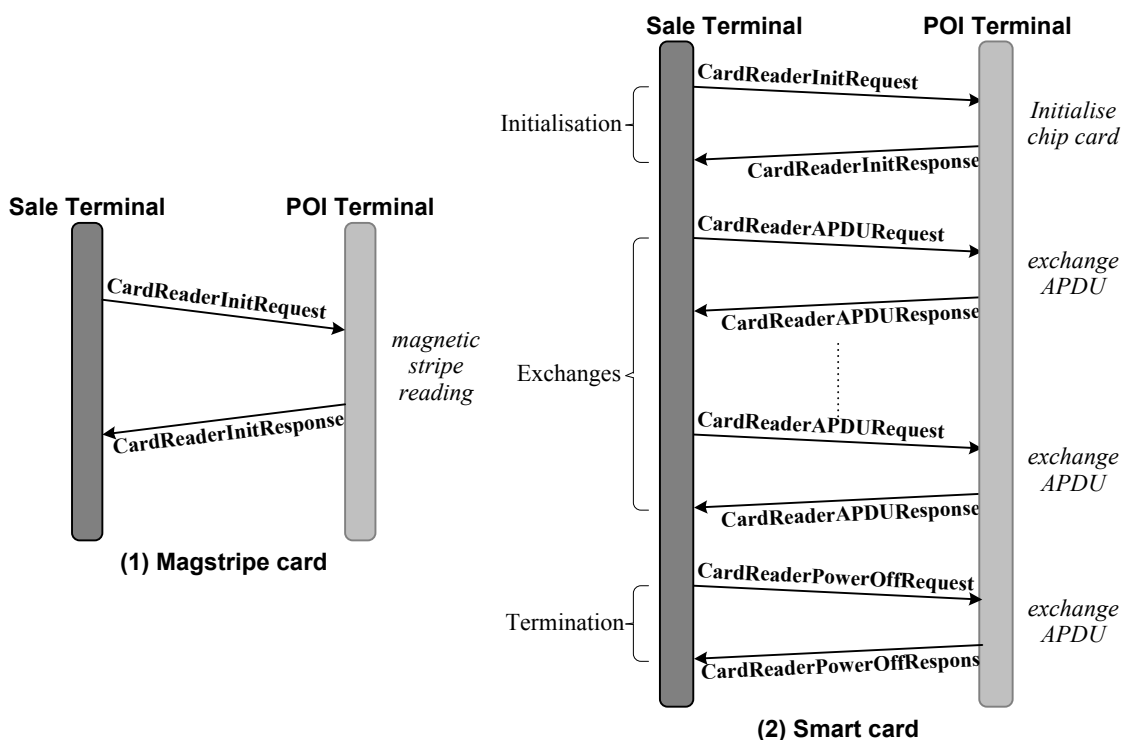 Sale Terminal
POI Terminal
CardReaderInitRequest
magnetic
stripe
reading
CardReaderInitResponse
(1) Magstripe card
Sale Terminal
POI Terminal
CardReaderInitRequest
Initialisation
Initialise
chip card
CardReaderInitResponse
CardReaderAPDURequest
exchange
APDU
CardReaderAPDUResponse
Exchanges
CardReaderAPDURequest
exchange
APDU
CardReaderAPDUResponse
CardReaderPowerOffRequest
Termination
exchange
APDU
CardReaderPowerOffRespons
(2) Smart card